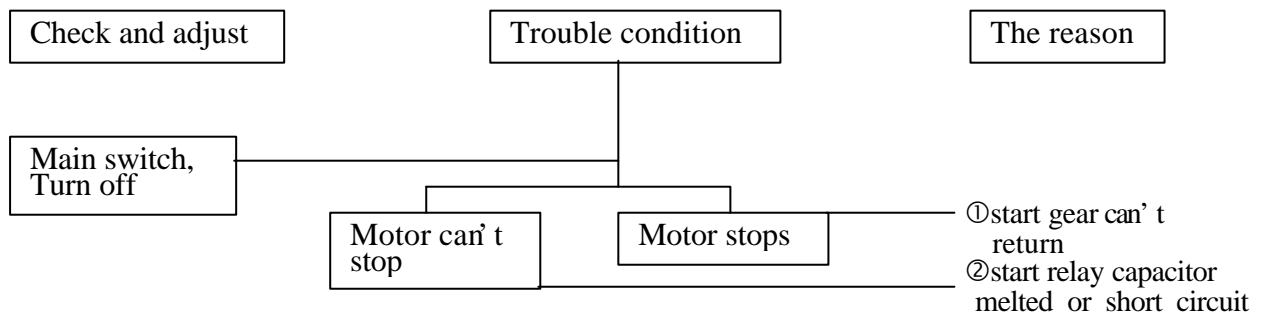 Check and adjust
Trouble condition
The reason
Main switch,
Turn off
Motor can't
stop
Motor stops
①start gear can't
return
②start relay capacitor
melted or short circuit